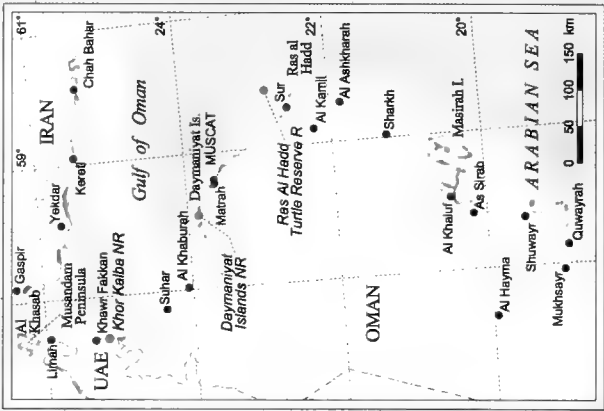 61°
59°
24°
22°
20°
IRAN
Chah Bahar
Gaspir
Yekdar
Kereti
Al
Khasab
Limah
Musandam
Peninsula
Khawr Fakkan
Khor Kalba NR
UAE
Gulf of Oman
Suhar
Al Khaburah
Daymaniyat Is.
MUSCAT
Matrah
Daymaniyat
Islands NR
Ras al
Hadd
Sur
Ras Al Hadd
Turtle Reserve R
Al Kamil
Al Ashkharah
Sharkh
OMAN
Masirah I.
Al Khaluf
As Sirab
Al Hayma
Shuwayr
Mukhsayr
Quwayrah
ARABIAN SEA
0 50 100 150 km